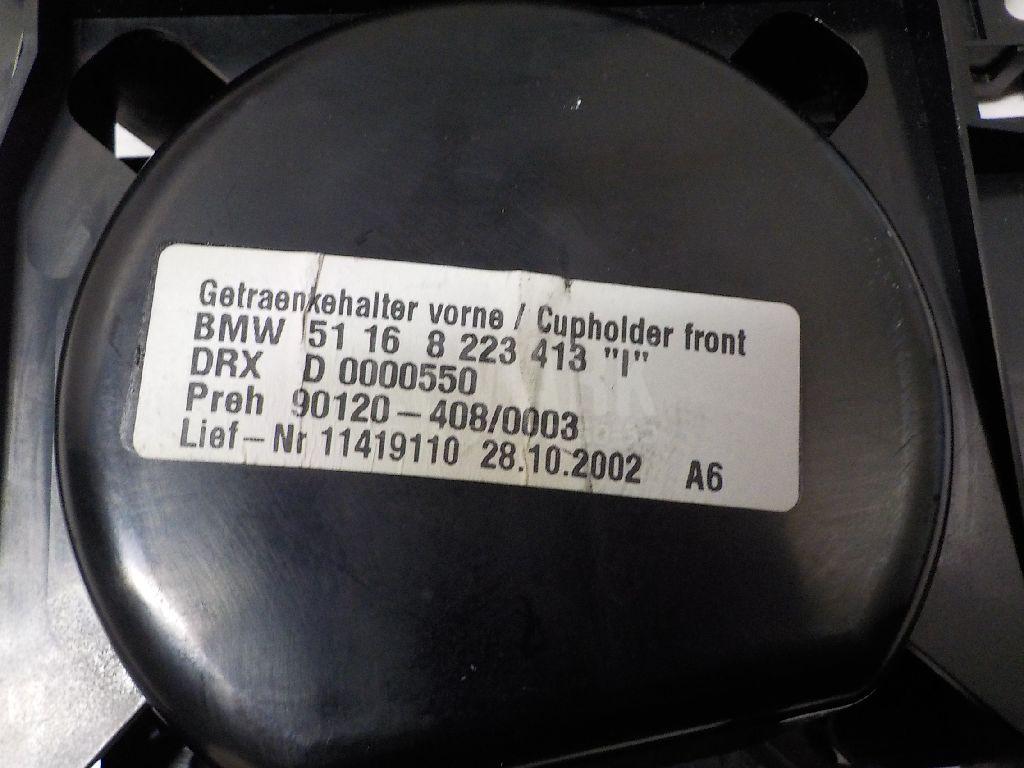 Getraenkehalter vorne / Cupholder front
BMW 51 16 8 223 413 "I"
DRX D 0000550
Preh 90120-408/0003
Lief-Nr 11419110 28.10.2002 A6